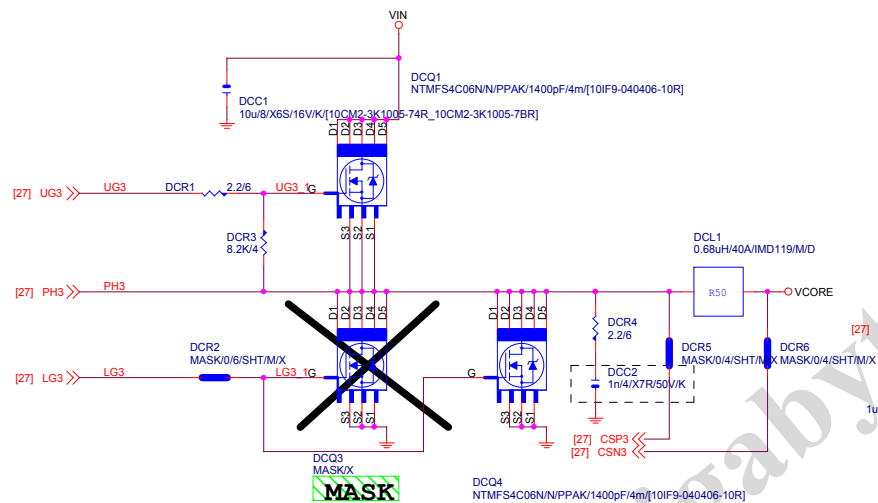 VIN
DCQ1
NTMFS4C06N/N/PPAK/1400pF/4m/[10IF9-040406-10R]
DCC1
10u/8/X6S/16V/K/[10CM2-3K1005-74R_10CM2-3K1005-7BR]
D1
D2
D3
D4
D5
[27] UG3
UG3
DCR1
2.2/6
UG3_1
G
S3
S2
S1
DCR3
8.2K/4
DCL1
0.68uH/40A/IMD119/M/D
[27] PH3
PH3
R50
VCORE
D1
D2
D3
D4
D5
D1
D2
D3
D4
D5
DCR4
2.2/6
[27]
DCR2
MASK/0/6/SHT/M/X
DCR5
MASK/0/4/SHT/M/X
DCR6
MASK/0/4/SHT/M/X
[27] LG3
LG3
LG3_1
G
G
DCC2
1n/4/X7R/50V/K
S3
S2
S1
S3
S2
S1
1u
[27] CSP3
[27] CSN3
DCQ3
MASK/X
MASK
DCQ4
NTMFS4C06N/N/PPAK/1400pF/4m/[10IF9-040406-10R]
igabyt